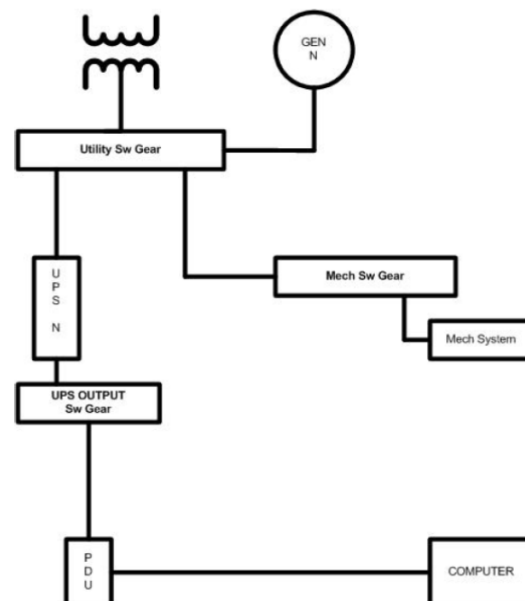 GEN
N
Utility Sw Gear
U
P
S
N
Mech Sw Gear
Mech System
UPS OUTPUT
Sw Gear
P
D
U
COMPUTER